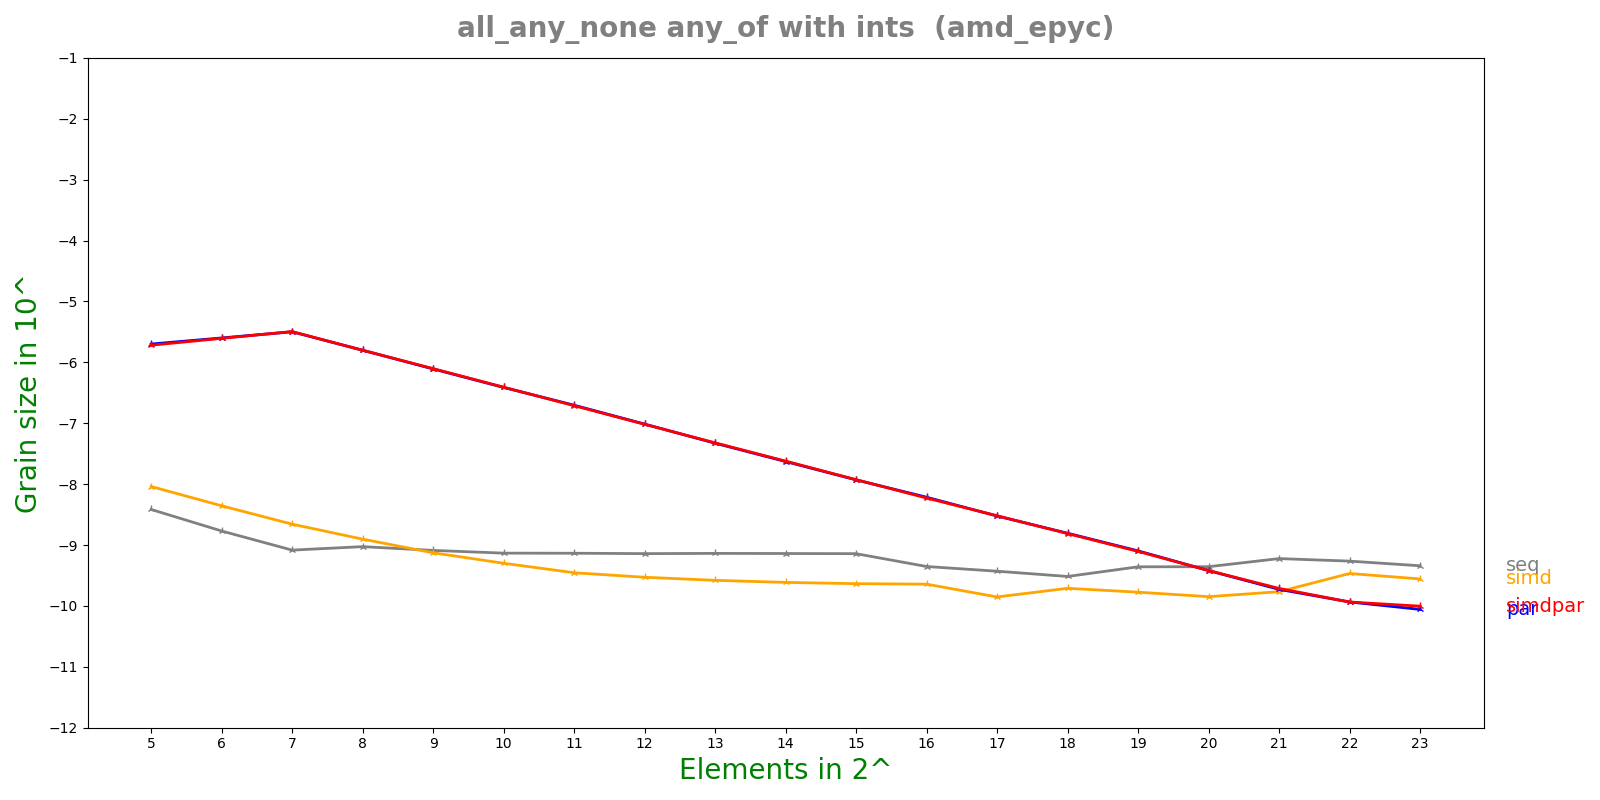 all_any_none any_of with ints  (amd_epyc)
Grain size in 10^
−1
−2
−3
−4
−5
−6
−7
−8
−9
−10
−11
−12
seq
simd
simdpar
par
5 6 7 8 9 10 11 12 13 14 15 16 17 18 19 20 21 22 23
Elements in 2^